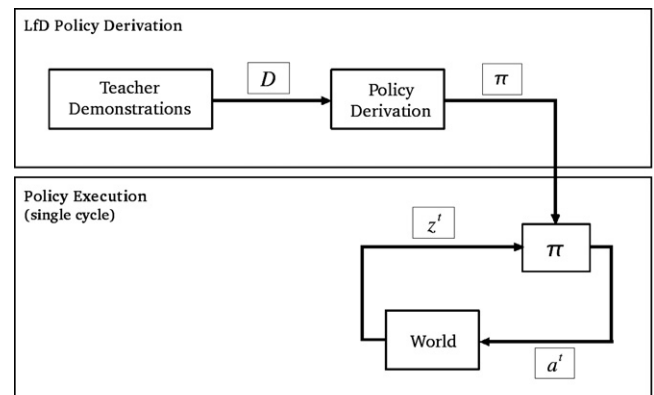 LfD Policy Derivation
Teacher
Demonstrations
D
Policy
Derivation
π
Policy Execution
(single cycle)
z^t
π
World
a^t